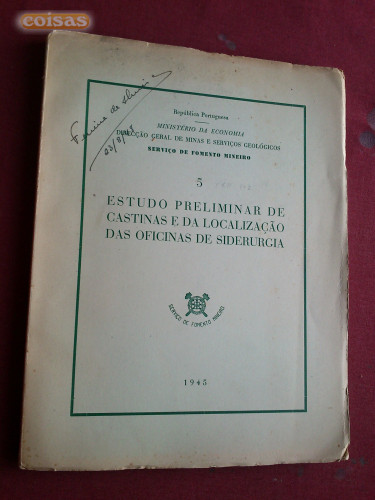 coisas
República Portuguesa
MINISTÉRIO DA ECONOMIA
DIRECÇÃO GERAL DE MINAS E SERVIÇOS GEOLÓGICOS
SERVIÇO DE FOMENTO MINEIRO
5
ESTUDO PRELIMINAR DE
CASTINAS E DA LOCALIZAÇÃO
DAS OFICINAS DE SIDERURGIA
SERVIÇO DE FOMENTO MINEIRO
1945